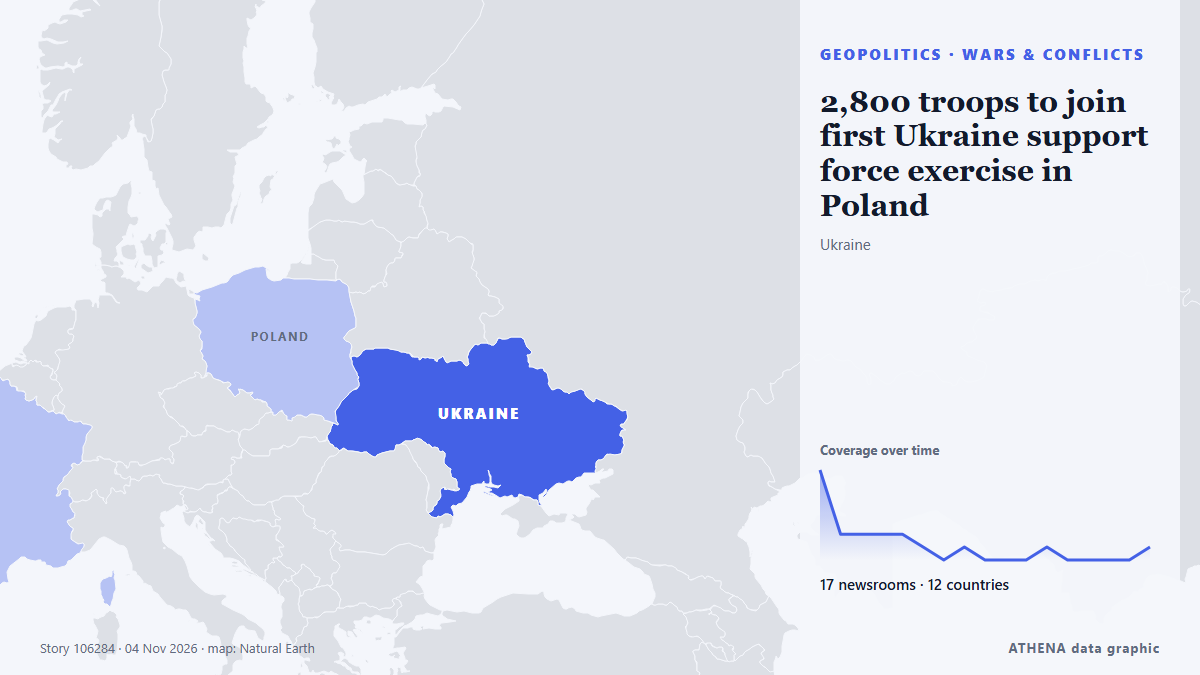 GEOPOLITICS · WARS & CONFLICTS
2,800 troops to join
first Ukraine support
force exercise in
Poland
Ukraine
POLAND
UKRAINE
Coverage over time
17 newsrooms · 12 countries
Story 106284 · 04 Nov 2026 · map: Natural Earth
ATHENA data graphic